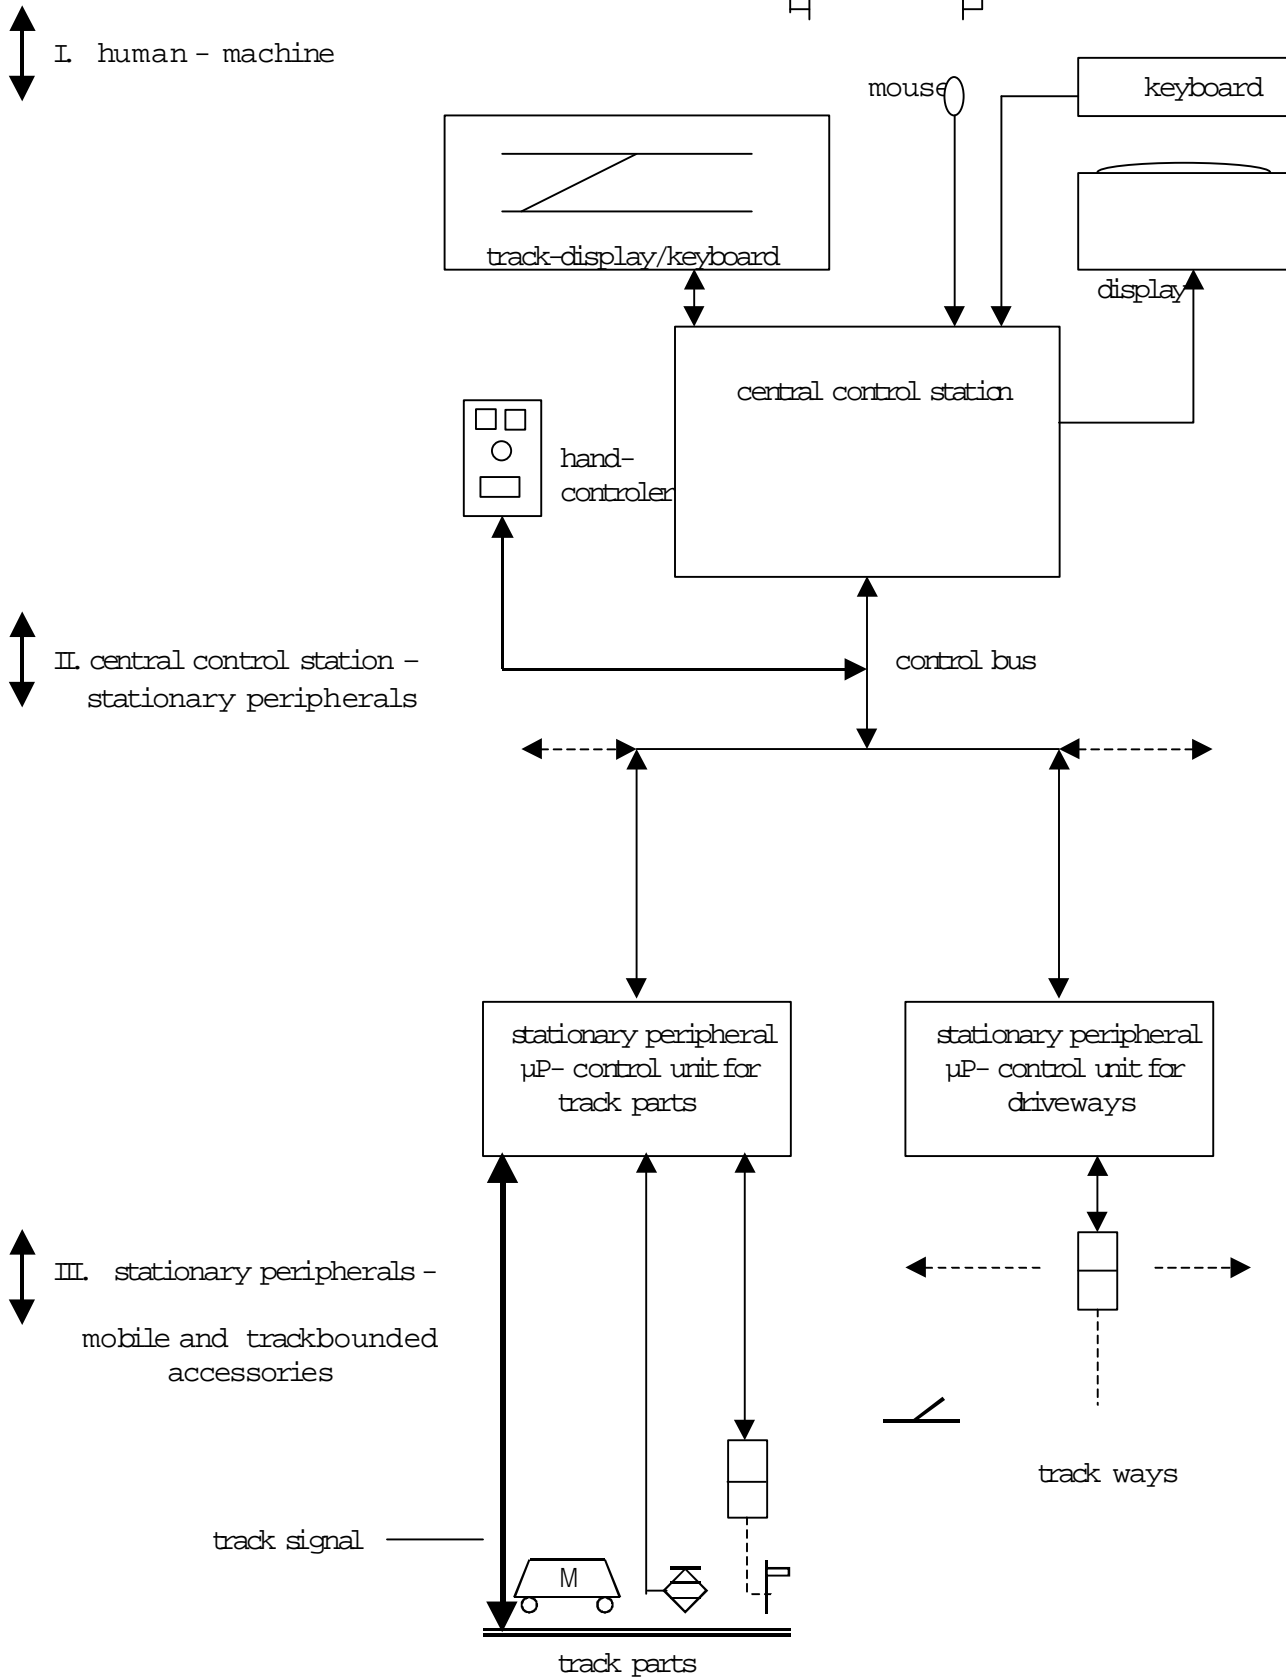 I. human - machine
mouse
keyboard
track-display/keyboard
display
central control station
hand-
controler
II. central control station -
stationary peripherals
control bus
stationary peripheral
µP- control unit for
track parts
stationary peripheral
µP- control unit for
driveways
III. stationary peripherals -
mobile and trackbounded
accessories
track ways
track signal
M
track parts